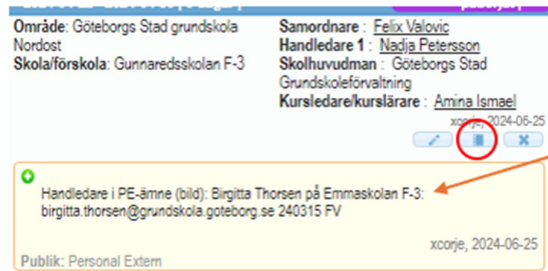 Område: Göteborgs Stad grundskola
Nordost
Skola/förskola: Gunnaredsskolan F-3
Samordnare : Felix Valovic
Handledare 1 : Nadja Petersson
Skolhuvudman : Göteborgs Stad
Grundskoleförvaltning
Kursledare/kurslärare : Amina Ismael
xcorje, 2024-06-25
Handledare i PE-ämne (bild): Birgitta Thorsen på Emmaskolan F-3:
birgitta.thorsen@grundskola.goteborg.se 240315 FV
xcorje, 2024-06-25
Publik: Personal Extern